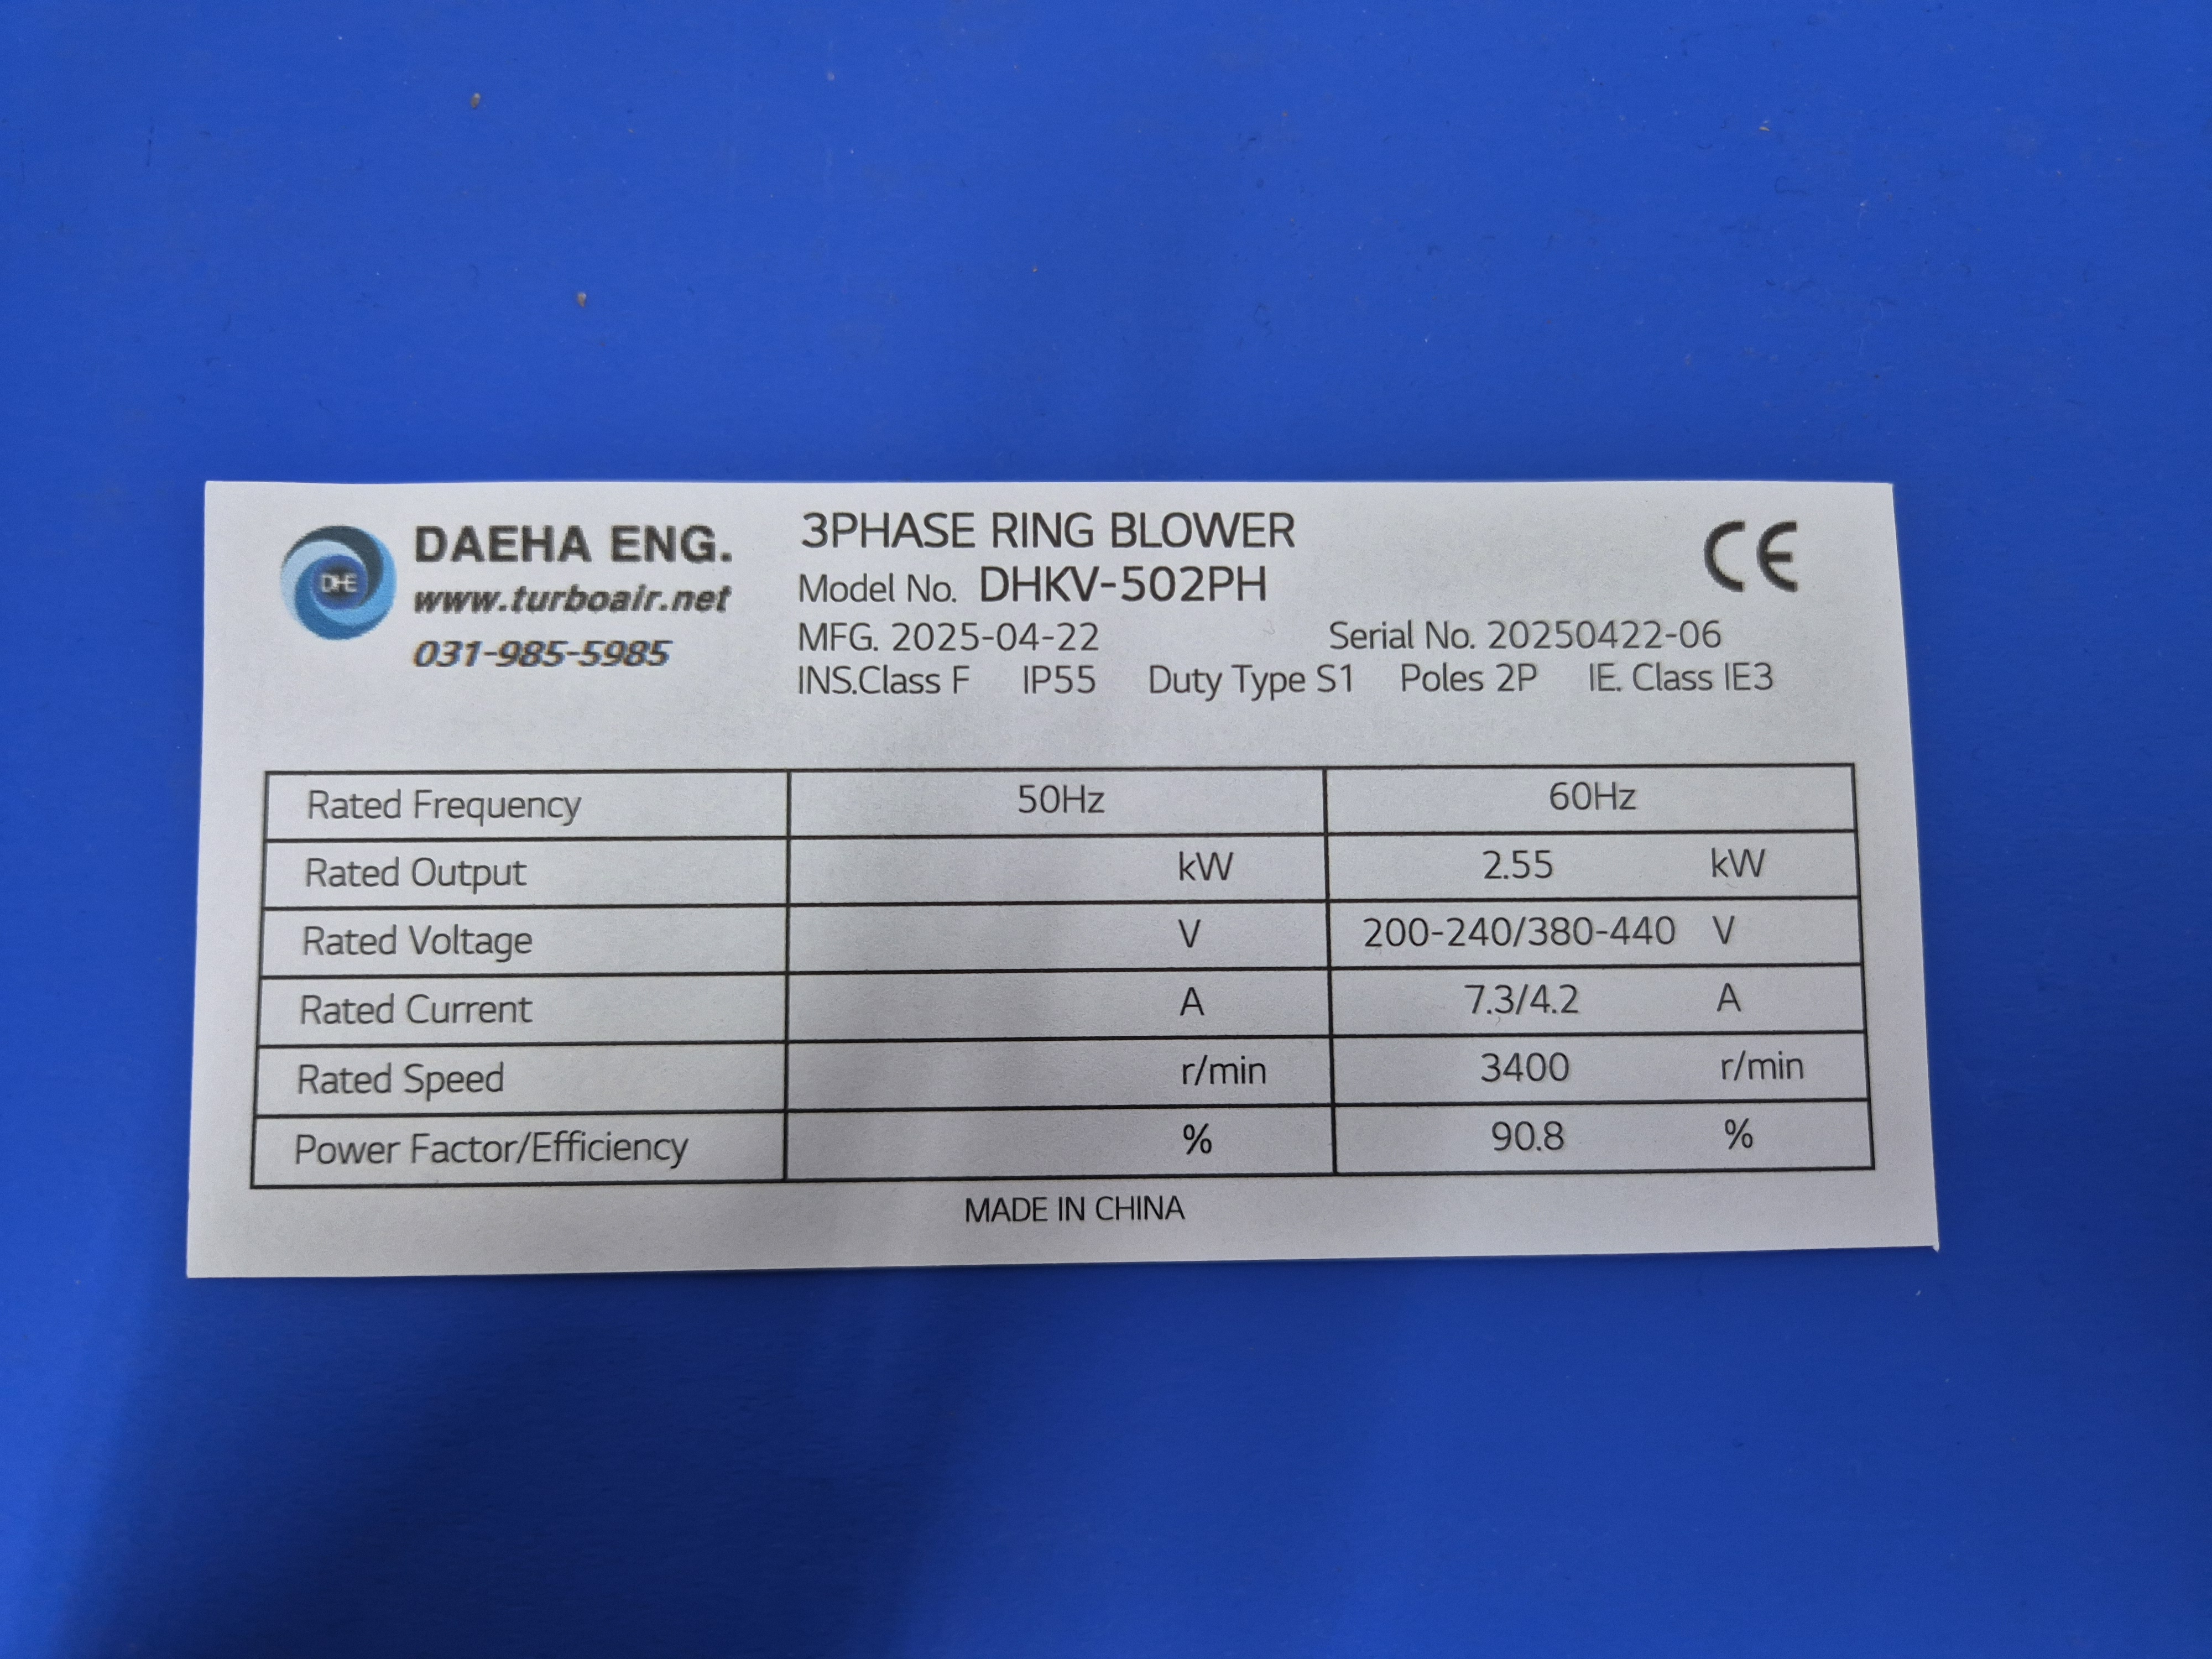 DHE
DAEHA ENG.
www.turboair.net
031-985-5985
3PHASE RING BLOWER
Model No. DHKV-502PH
MFG. 2025-04-22 Serial No. 20250422-06
INS.Class F IP55 Duty Type S1 Poles 2P IE. Class IE3
CE
Rated Frequency 50Hz 60Hz
Rated Output kW 2.55 kW
Rated Voltage V 200-240/380-440 V
Rated Current A 7.3/4.2 A
Rated Speed r/min 3400 r/min
Power Factor/Efficiency % 90.8 %
MADE IN CHINA